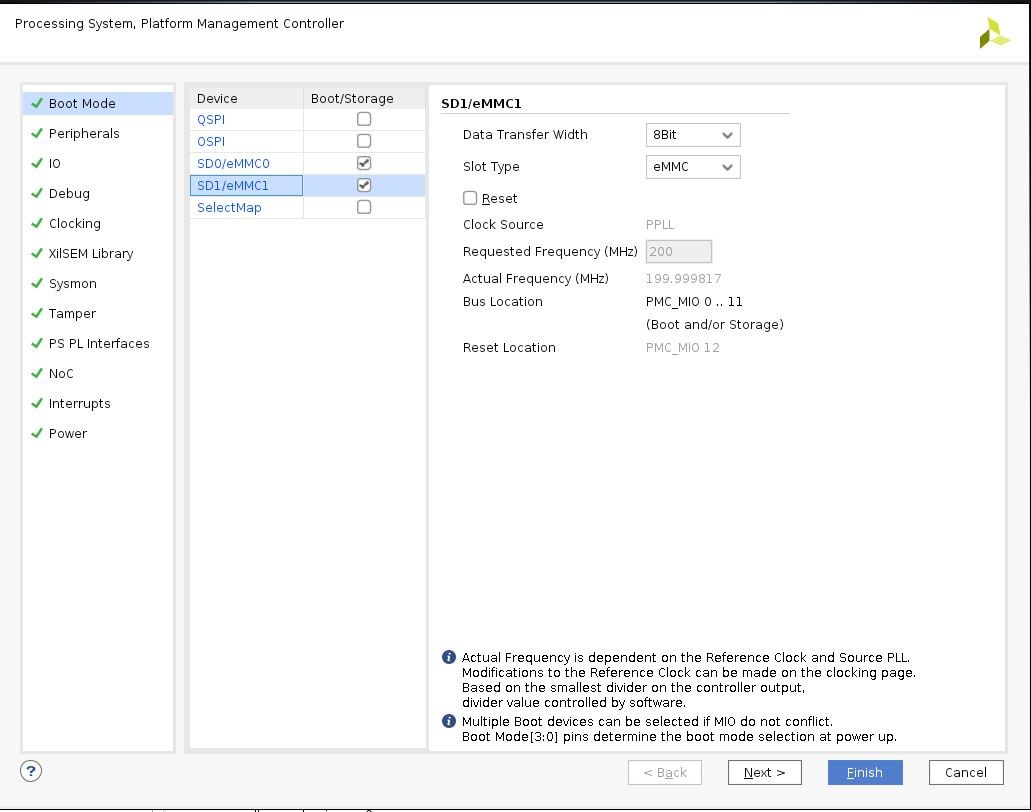 Processing System, Platform Management Controller
Boot Mode
Peripherals
IO
Debug
Clocking
XilSEM Library
Sysmon
Tamper
PS PL Interfaces
NoC
Interrupts
Power
Device Boot/Storage
QSPI
OSPI
SD0/eMMC0
SD1/eMMC1
SelectMap
SD1/eMMC1
Data Transfer Width 8Bit
Slot Type eMMC
Reset
Clock Source PPLL
Requested Frequency (MHz) 200
Actual Frequency (MHz) 199.999817
Bus Location PMC_MIO 0 .. 11
(Boot and/or Storage)
Reset Location PMC_MIO 12
Actual Frequency is dependent on the Reference Clock and Source PLL.
Modifications to the Reference Clock can be made on the clocking page.
Based on the smallest divider on the controller output,
divider value controlled by software.
Multiple Boot devices can be selected if MIO do not conflict.
Boot Mode[3:0] pins determine the boot mode selection at power up.
? < Back Next > Finish Cancel